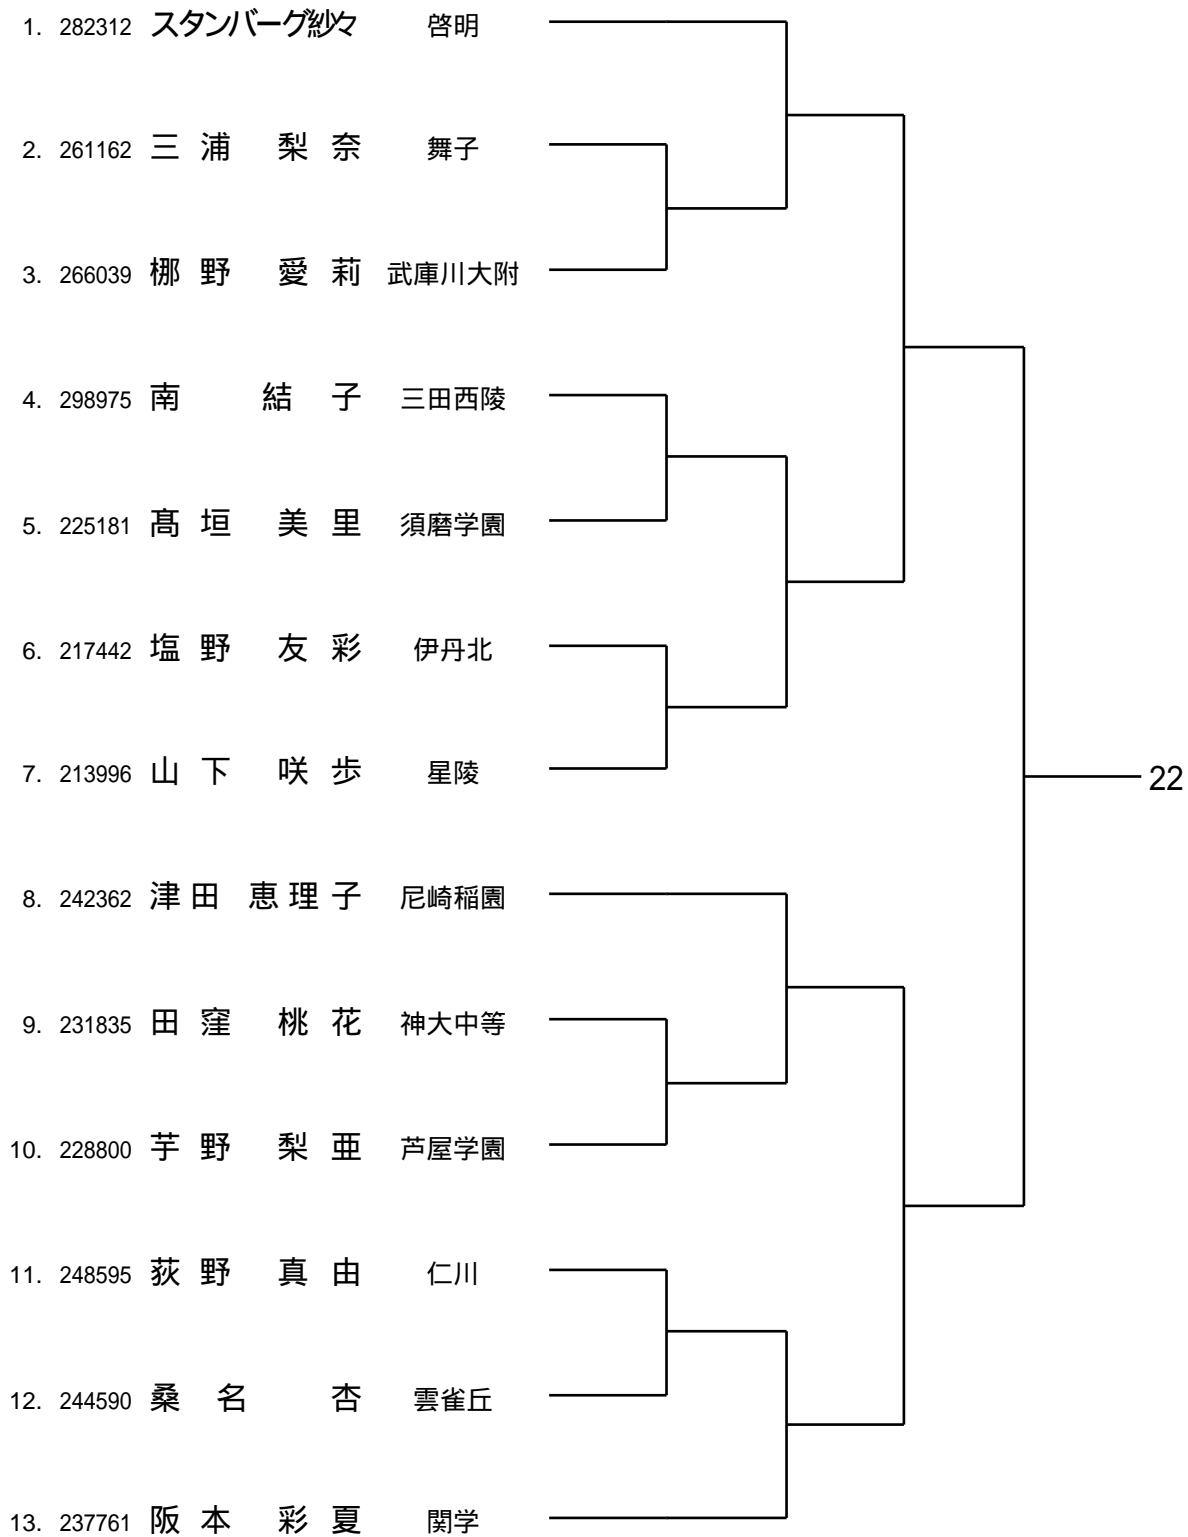 1. 282312 スタンバーグ紗々 啓明
2. 261162 三浦 梨奈 舞子
3. 266039 梛野 愛莉 武庫川大附
4. 298975 南 結子 三田西陵
5. 225181 髙垣 美里 須磨学園
6. 217442 塩野 友彩 伊丹北
7. 213996 山下 咲歩 星陵
22
8. 242362 津田 恵理子 尼崎稲園
9. 231835 田窪 桃花 神大中等
10. 228800 芋野 梨亜 芦屋学園
11. 248595 荻野 真由 仁川
12. 244590 桑名 杏 雲雀丘
13. 237761 阪本 彩夏 関学